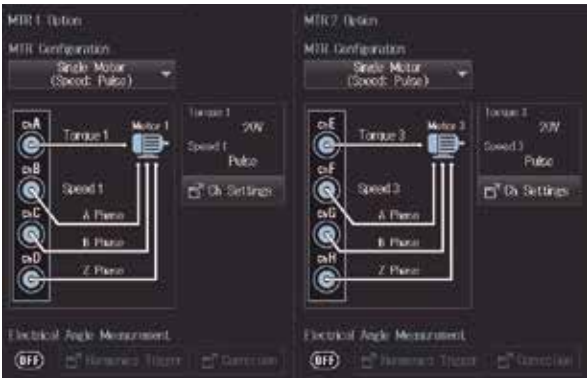 MTR1 Option
MTR Configuration
Single Motor
(Speed: Pulse)
ChA
Torque 1
Motor 1
ChB
Speed 1
ChC
A Phase
B Phase
ChD
Z Phase
Torque 1
20V
Speed 1
Pulse
Ch Settings
Electrical Angle Measurement
OFF
Harmonics Trigger
Correction
MTR2 Option
MTR Configuration
Single Motor
(Speed: Pulse)
ChE
Torque 3
Motor 3
ChF
Speed 3
ChG
A Phase
B Phase
ChH
Z Phase
Torque 3
20V
Speed 3
Pulse
Ch Settings
Electrical Angle Measurement
OFF
Harmonics Trigger
Correction